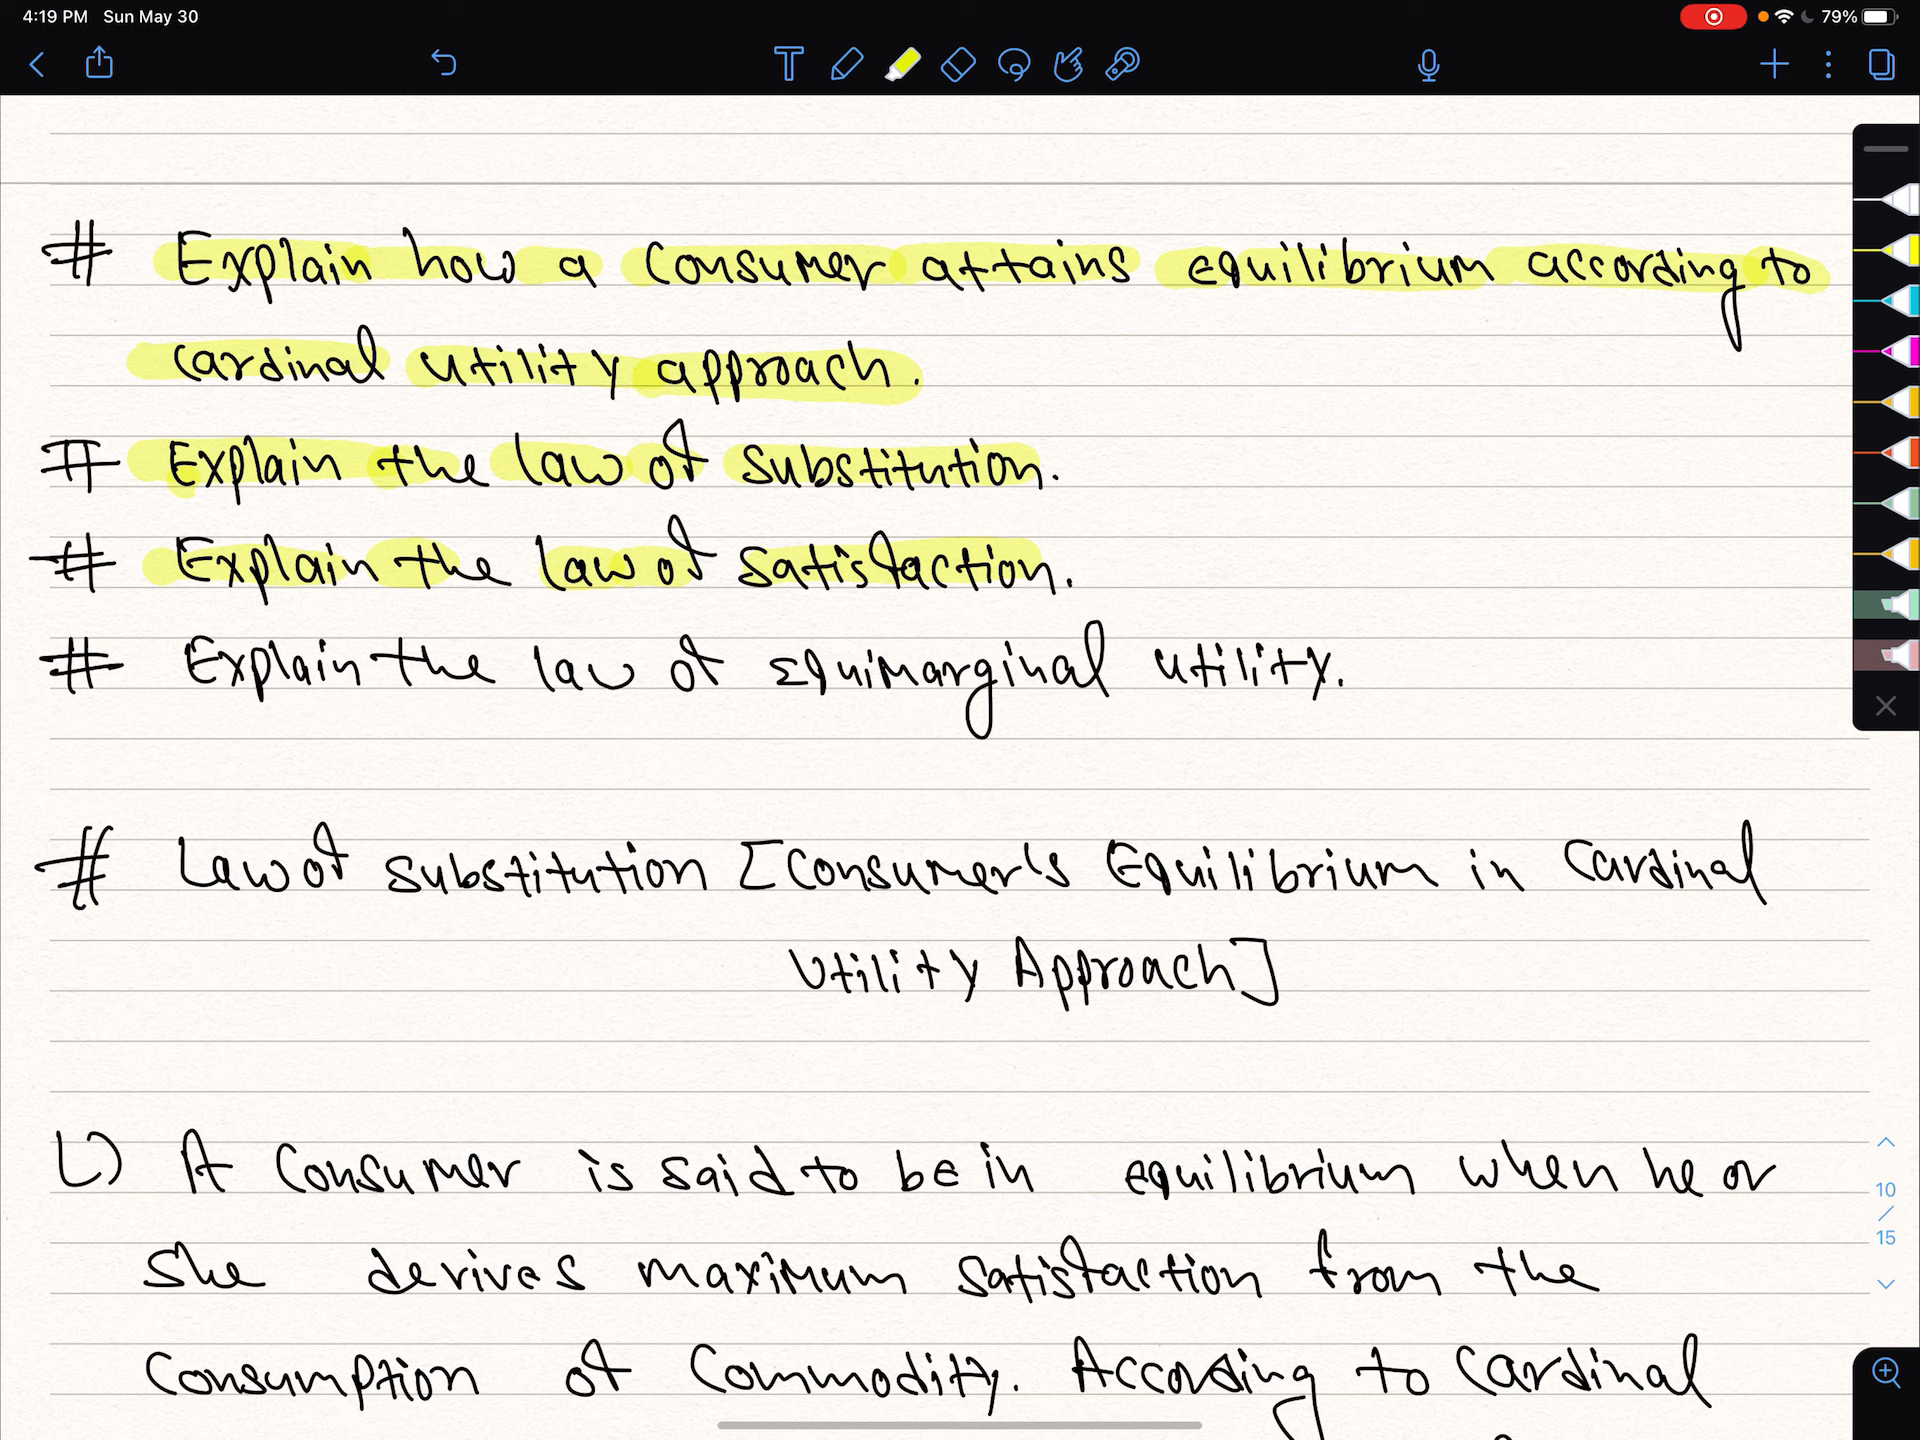 4:19 PM Sun May 30
79%
# Explain how a consumer attains equilibrium according to
cardinal utility approach.
# Explain the law of substitution.
# Explain the law of satisfaction.
# Explain the law of Equimarginal utility.
# Law of substitution [Consumer's Equilibrium in Cardinal
Utility Approach]
↳) A Consumer is said to be in equilibrium when he or
She derives maximum satisfaction from the
Consumption of Commodity. According to Cardinal
10
/
15